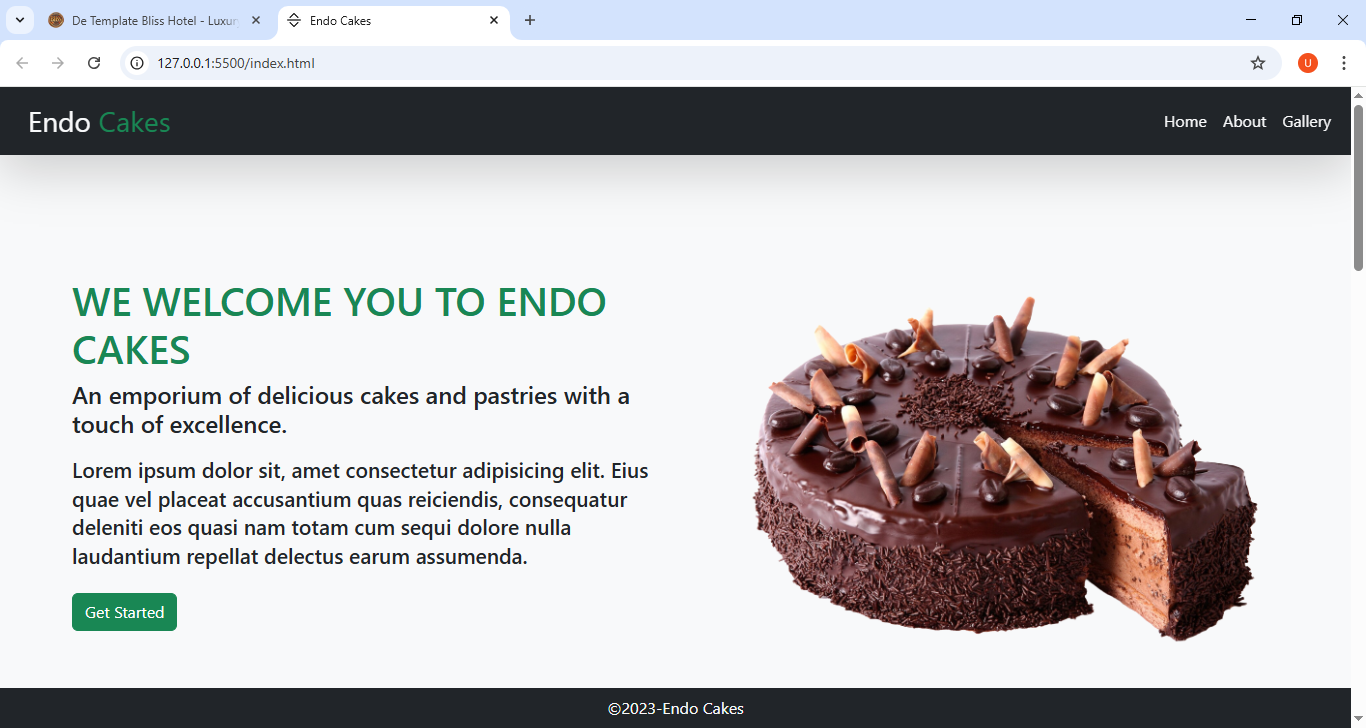 De Template Bliss Hotel - Luxur
Endo Cakes
127.0.0.1:5500/index.html
U
Endo Cakes
Home About Gallery
WE WELCOME YOU TO ENDO
CAKES
An emporium of delicious cakes and pastries with a
touch of excellence.
Lorem ipsum dolor sit, amet consectetur adipisicing elit. Eius
quae vel placeat accusantium quas reiciendis, consequatur
deleniti eos quasi nam totam cum sequi dolore nulla
laudantium repellat delectus earum assumenda.
Get Started
©2023-Endo Cakes